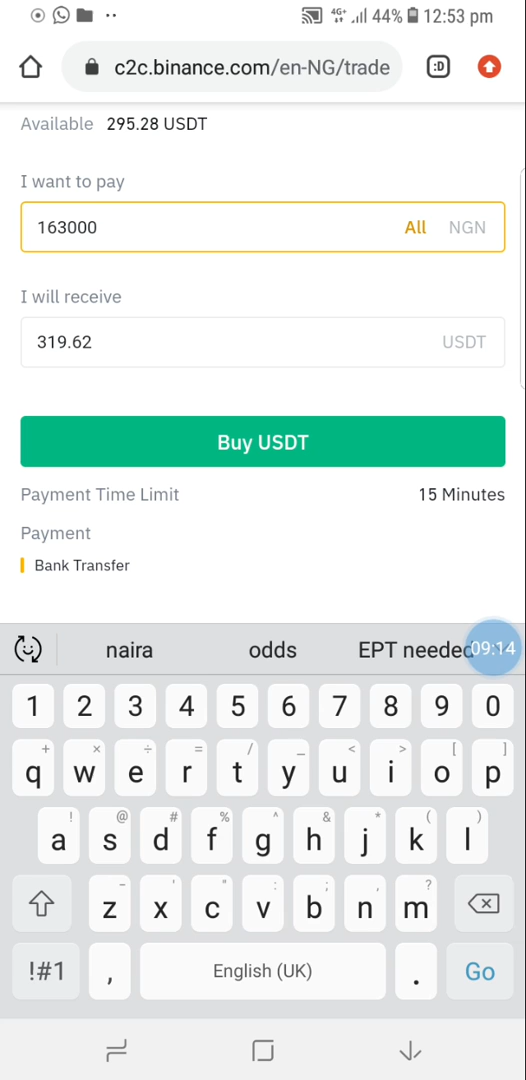 4G+ 44% 12:53 pm
c2c.binance.com/en-NG/trade :D
Available 295.28 USDT
I want to pay
163000 All NGN
I will receive
319.62 USDT
Buy USDT
Payment Time Limit 15 Minutes
Payment
Bank Transfer
naira odds EPT needed 09:14
1 2 3 4 5 6 7 8 9 0
+ × ÷ = / _ < > [ ]
q w e r t y u i o p
! @ # % ^ & * ( )
a s d f g h j k l
- ' " : ; , ?
z x c v b n m
!#1 , English (UK) . Go